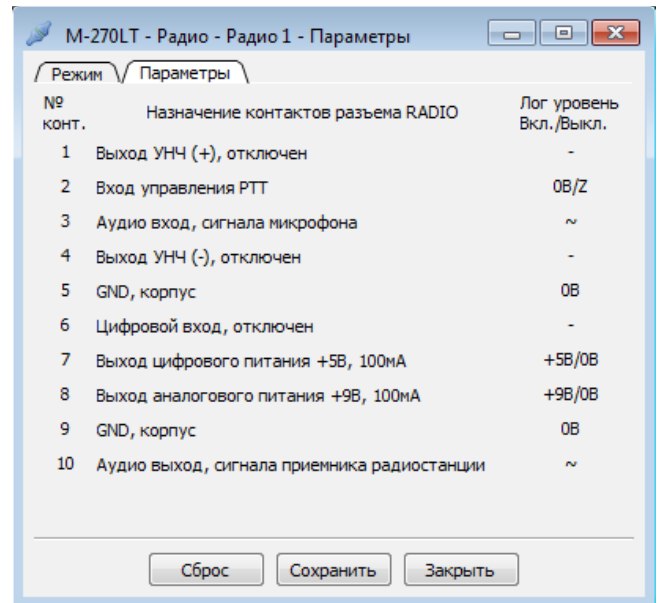 M-270LT - Радио - Радио 1 - Параметры
Режим Параметры
№ конт. Назначение контактов разъема RADIO Лог уровень Вкл./Выкл.
1 Выход УНЧ (+), отключен -
2 Вход управления PTT 0В/Z
3 Аудио вход, сигнала микрофона ~
4 Выход УНЧ (-), отключен -
5 GND, корпус 0В
6 Цифровой вход, отключен -
7 Выход цифрового питания +5В, 100мА +5В/0В
8 Выход аналогового питания +9В, 100мА +9В/0В
9 GND, корпус 0В
10 Аудио выход, сигнала приемника радиостанции ~
Сброс Сохранить Закрыть